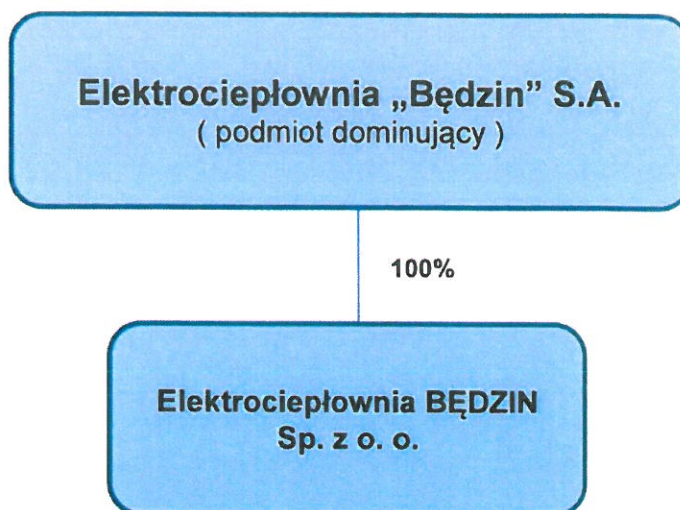 Elektrociepłownia „Będzin” S.A.
( podmiot dominujący )
100%
Elektrociepłownia BĘDZIN
Sp. z o. o.